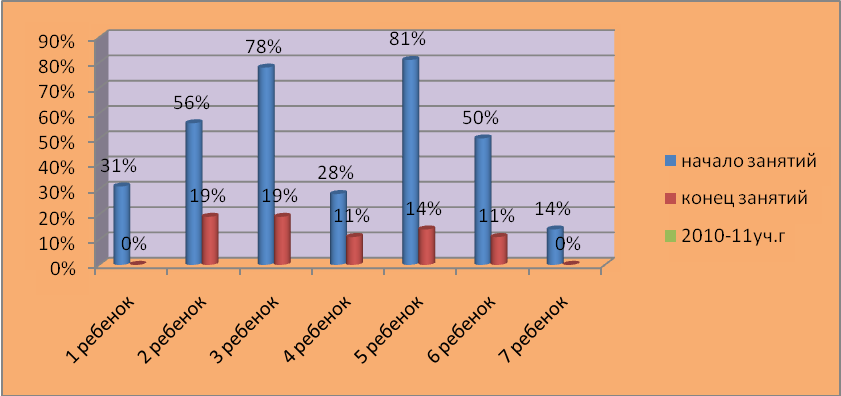 90%
80%
70%
60%
50%
40%
30%
20%
10%
0%
31%
0%
56%
19%
78%
19%
28%
11%
81%
14%
50%
11%
14%
0%
1 ребенок
2 ребенок
3 ребенок
4 ребенок
5 ребенок
6 ребенок
7 ребенок
начало занятий
конец занятий
2010-11уч.г